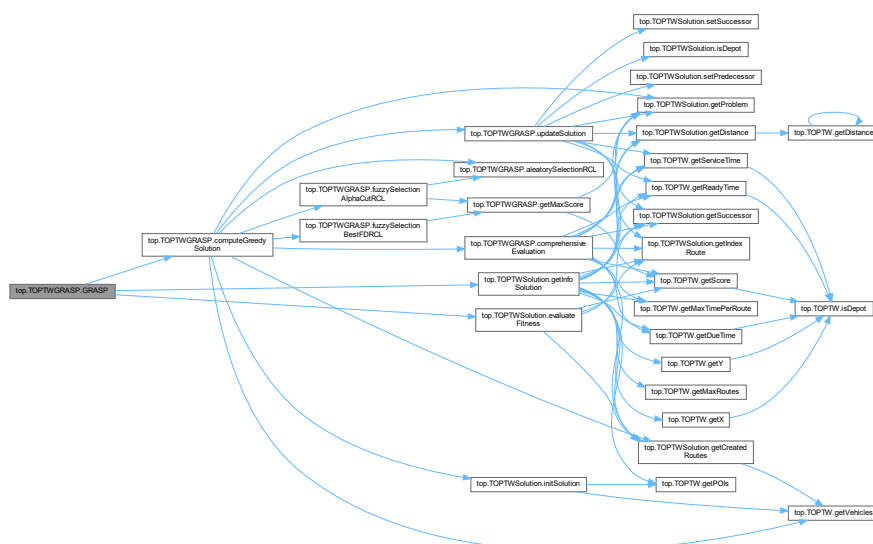 top.TOPTWSolution.setSuccessor
top.TOPTWSolution.isDepot
top.TOPTWSolution.setPredecessor
top.TOPTWSolution.getProblem
top.TOPTWGRASP.updateSolution
top.TOPTWSolution.getDistance
top.TOPTW.getDistance
top.TOPTW.getServiceTime
top.TOPTWGRASP.aleatorySelectionRCL
top.TOPTWGRASP.fuzzySelection
AlphaCutRCL
top.TOPTW.getReadyTime
top.TOPTWGRASP.getMaxScore
top.TOPTWSolution.getSuccessor
top.TOPTWGRASP.fuzzySelection
BestFDRCL
top.TOPTWGRASP.computeGreedy
Solution
top.TOPTWGRASP.comprehensive
Evaluation
top.TOPTWSolution.getIndex
Route
top.TOPTWGRASP.GRASP
top.TOPTWSolution.getInfo
Solution
top.TOPTW.getScore
top.TOPTW.getMaxTimePerRoute
top.TOPTW.isDepot
top.TOPTWSolution.evaluate
Fitness
top.TOPTW.getDueTime
top.TOPTW.getY
top.TOPTW.getMaxRoutes
top.TOPTW.getX
top.TOPTWSolution.getCreated
Routes
top.TOPTWSolution.initSolution
top.TOPTW.getPOIs
top.TOPTW.getVehicles